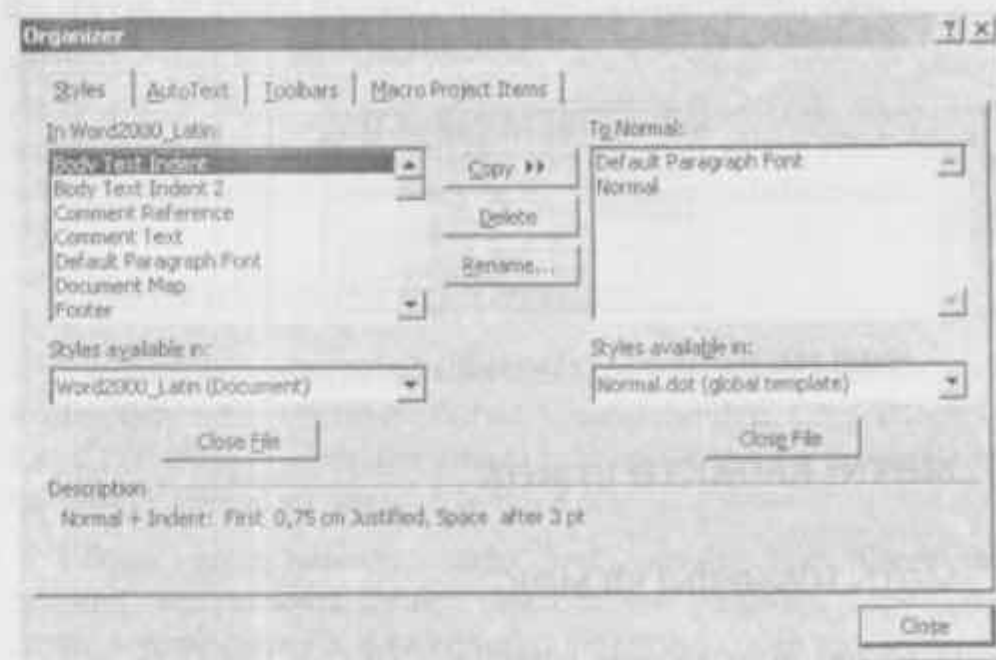 Organizer
Styles AutoText Toolbars Macro Project Items
In Word2000_Latin:
Body Text Indent
Body Text Indent 2
Comment Reference
Comment Text
Default Paragraph Font
Document Map
Footer
Copy
Delete
Rename...
To Normal:
Default Paragraph Font
Normal
Styles available in:
Word2000_Latin (Document)
Close File
Styles available in:
Normal.dot (global template)
Close File
Description
Normal + Indent: First 0,75 cm Justified, Space after 3 pt
Close